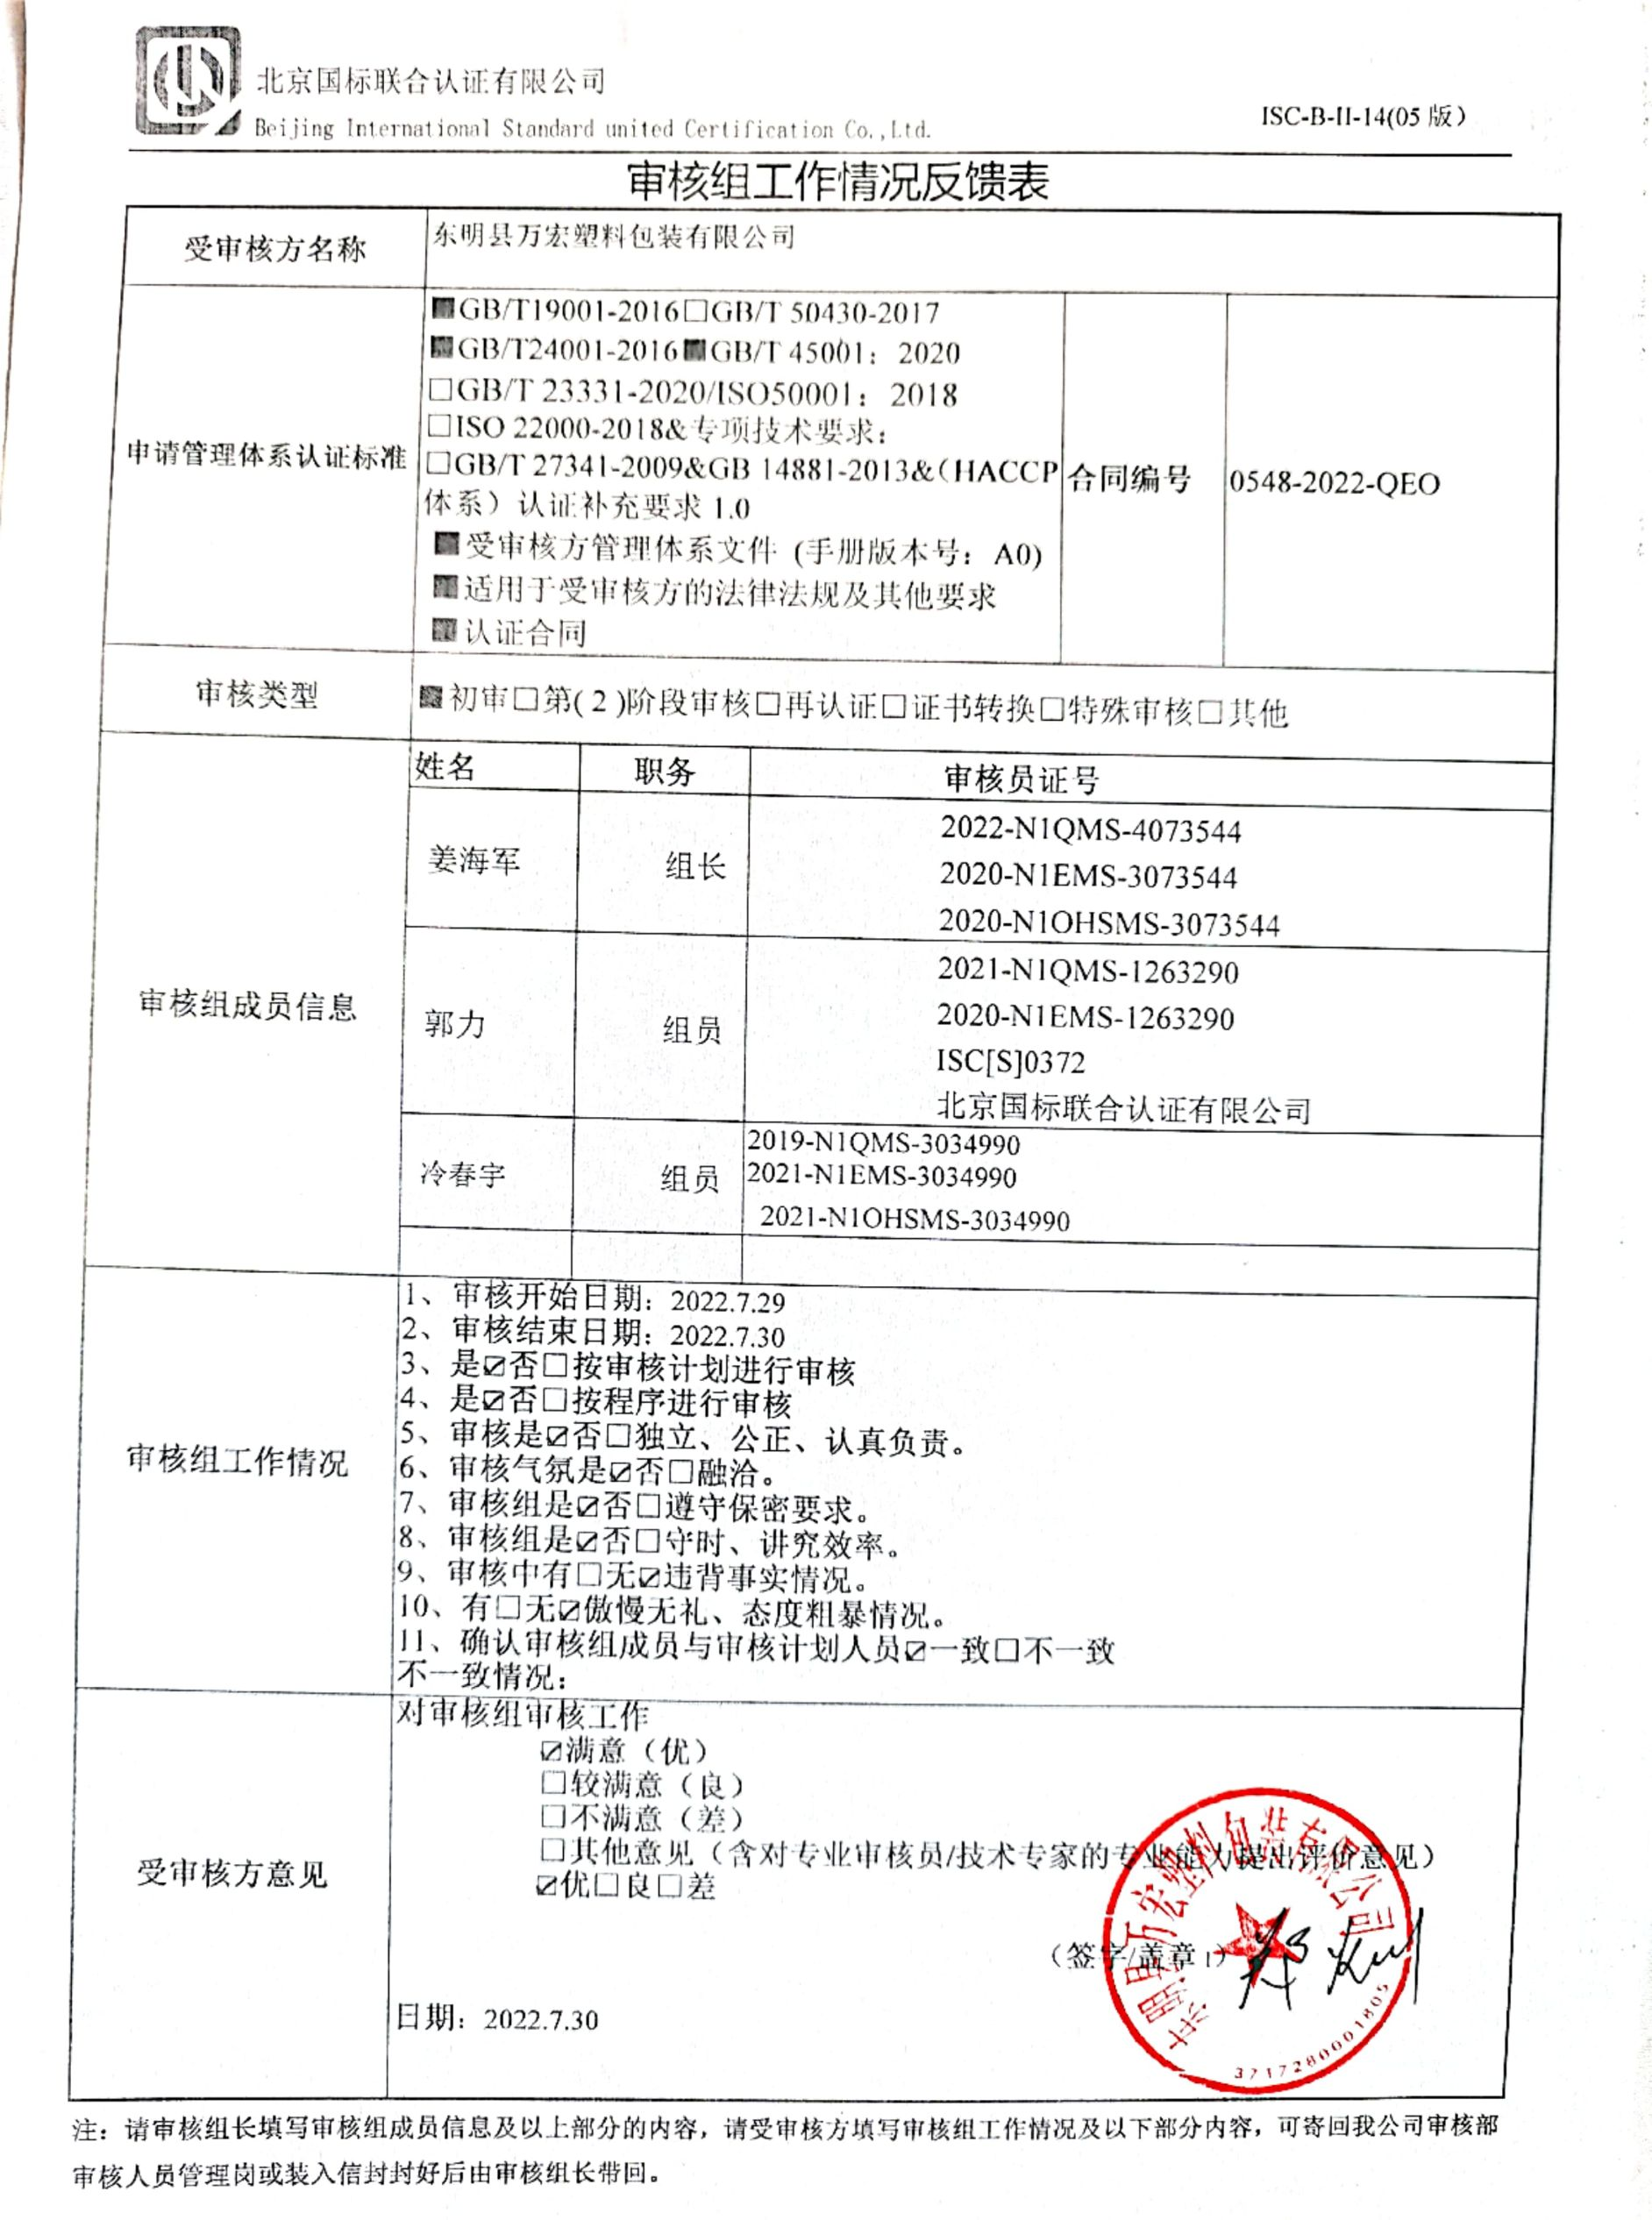 北京国标联合认证有限公司
Beijing International Standard united Certification Co.,Ltd.
ISC-B-II-14(05 版)
审核组工作情况反馈表
受审核方名称
东明县万宏塑料包装有限公司
申请管理体系认证标准
■GB/T19001-2016□GB/T 50430-2017
■GB/T24001-2016■GB/T 45001：2020
□GB/T 23331-2020/ISO50001：2018
□ISO 22000-2018&专项技术要求：
□GB/T 27341-2009&GB 14881-2013&（HACCP
体系）认证补充要求 1.0
■受审核方管理体系文件 (手册版本号：A0)
■适用于受审核方的法律法规及其他要求
■认证合同
合同编号
0548-2022-QEO
审核类型
■初审□第( 2 )阶段审核□再认证□证书转换□特殊审核□其他
审核组成员信息
姓名 职务 审核员证号
姜海军 组长
2022-N1QMS-4073544
2020-N1EMS-3073544
2020-N1OHSMS-3073544
郭力 组员
2021-N1QMS-1263290
2020-N1EMS-1263290
ISC[S]0372
北京国标联合认证有限公司
冷春宇 组员
2019-N1QMS-3034990
2021-N1EMS-3034990
2021-N1OHSMS-3034990
审核组工作情况
1、审核开始日期：2022.7.29
2、审核结束日期：2022.7.30
3、是☑否□按审核计划进行审核
4、是☑否□按程序进行审核
5、审核是☑否□独立、公正、认真负责。
6、审核气氛是☑否□融洽。
7、审核组是☑否□遵守保密要求。
8、审核组是☑否□守时、讲究效率。
9、审核中有□无☑违背事实情况。
10、有□无☑傲慢无礼、态度粗暴情况。
11、确认审核组成员与审核计划人员☑一致□不一致
不一致情况：
受审核方意见
对审核组审核工作
☑满意（优）
□较满意（良）
□不满意（差）
□其他意见（含对专业审核员/技术专家的专业能力提出评价意见）
☑优□良□差
（签字/盖章）
东明县万宏塑料包装有限公司
3717280001805
日期：2022.7.30
注：请审核组长填写审核组成员信息及以上部分的内容，请受审核方填写审核组工作情况及以下部分内容，可寄回我公司审核部
审核人员管理岗或装入信封封好后由审核组长带回。